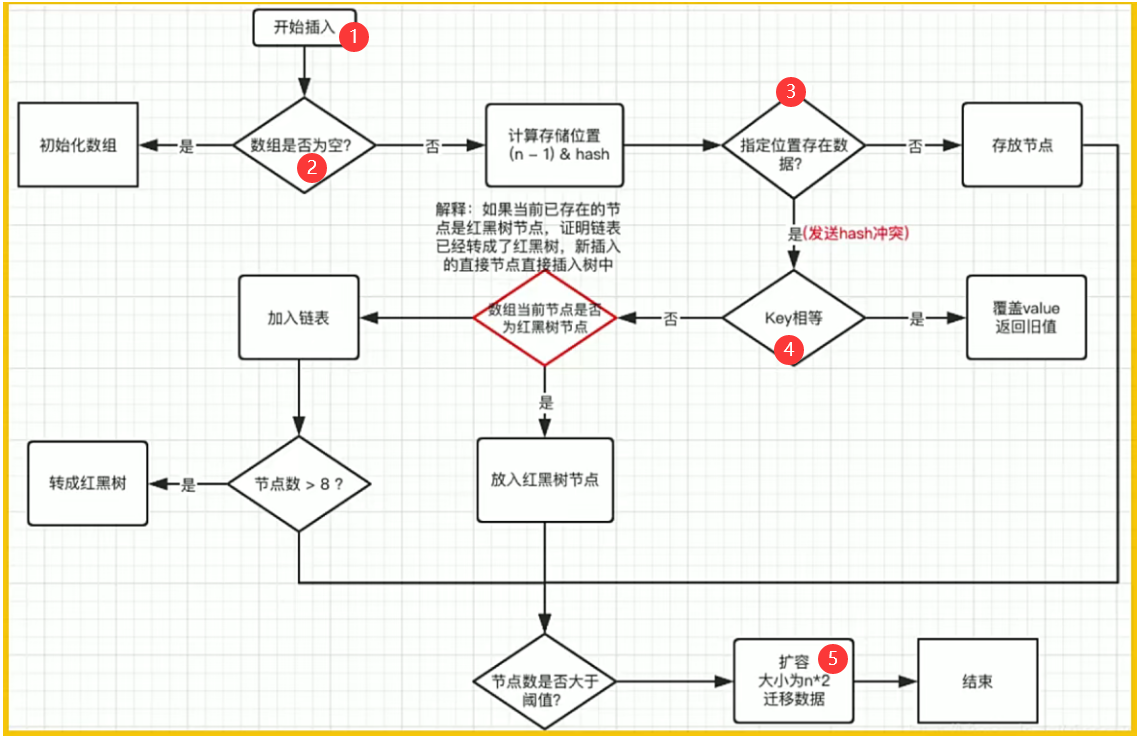 开始插入
1
初始化数组
是
数组是否为空?
2
否
计算存储位置
(n - 1) & hash
3
指定位置存在数
据?
否
存放节点
解释：如果当前已存在的节
点是红黑树节点，证明链表
已经转成了红黑树，新插入
的直接节点直接插入树中
是(发送hash冲突)
加入链表
数组当前节点是否
为红黑树节点
否
Key相等
4
是
覆盖value
返回旧值
是
转成红黑树
是
节点数 > 8 ?
放入红黑树节点
节点数是否大于
阈值?
扩容
5
大小为n*2
迁移数据
结束